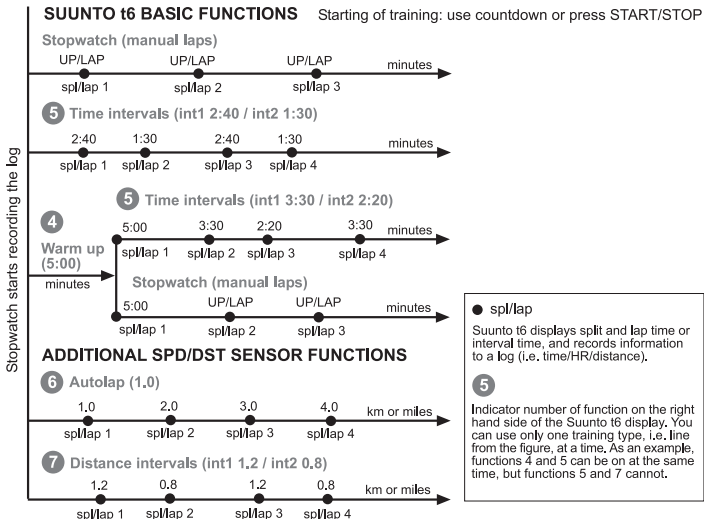 SUUNTO t6 BASIC FUNCTIONS Starting of training: use countdown or press START/STOP
Stopwatch (manual laps)
UP/LAP UP/LAP UP/LAP minutes
spl/lap 1 spl/lap 2 spl/lap 3
5 Time intervals (int1 2:40 / int2 1:30)
2:40 1:30 2:40 1:30 minutes
spl/lap 1 spl/lap 2 spl/lap 3 spl/lap 4
5 Time intervals (int1 3:30 / int2 2:20)
4
Warm up
(5:00)
minutes
5:00 3:30 2:20 3:30 minutes
spl/lap 1 spl/lap 2 spl/lap 3 spl/lap 4
Stopwatch (manual laps)
5:00 UP/LAP UP/LAP minutes
spl/lap 1 spl/lap 2 spl/lap 3
Stopwatch starts recording the log
ADDITIONAL SPD/DST SENSOR FUNCTIONS
6 Autolap (1.0)
1.0 2.0 3.0 4.0 km or miles
spl/lap 1 spl/lap 2 spl/lap 3 spl/lap 4
7 Distance intervals (int1 1.2 / int2 0.8)
1.2 0.8 1.2 0.8 km or miles
spl/lap 1 spl/lap 2 spl/lap 3 spl/lap 4
spl/lap
Suunto t6 displays split and lap time or
interval time, and records information
to a log (i.e. time/HR/distance).
5
Indicator number of function on the right
hand side of the Suunto t6 display. You
can use only one training type, i.e. line
from the figure, at a time. As an example,
functions 4 and 5 can be on at the same
time, but functions 5 and 7 cannot.